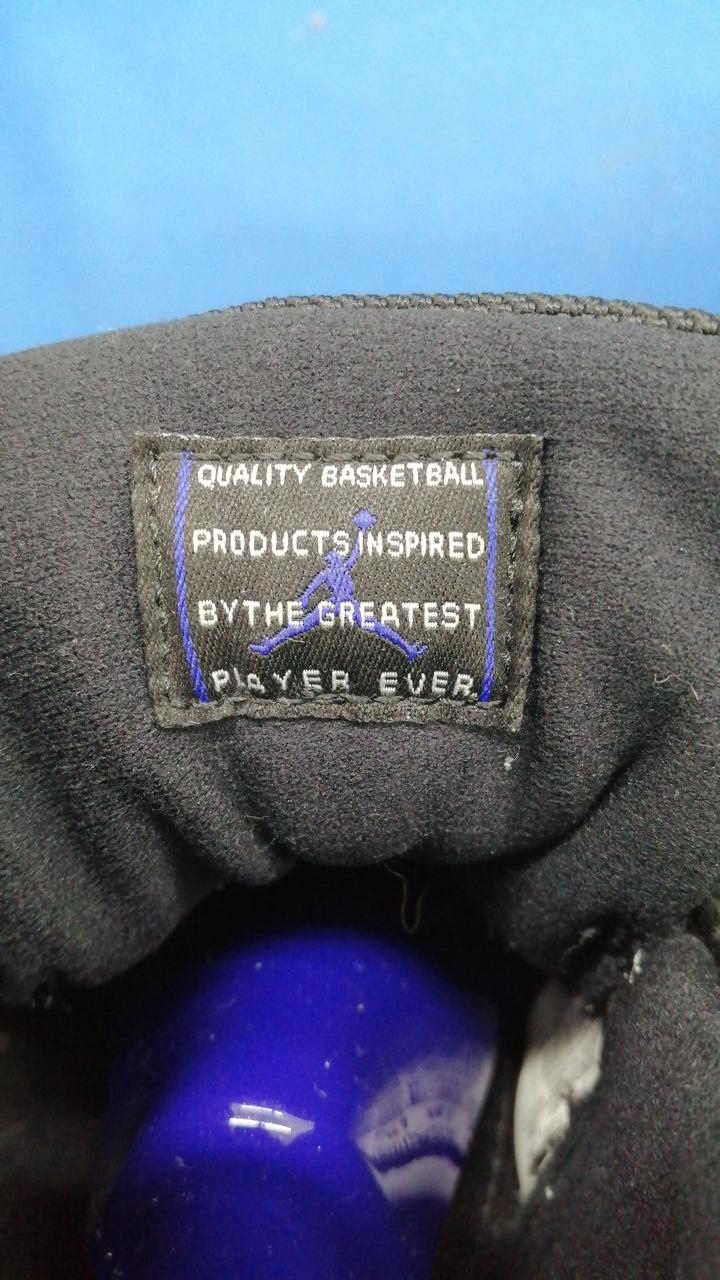 QUALITY BASKETBALL
PRODUCTS INSPIRED
BY THE GREATEST
PLAYER EVER.